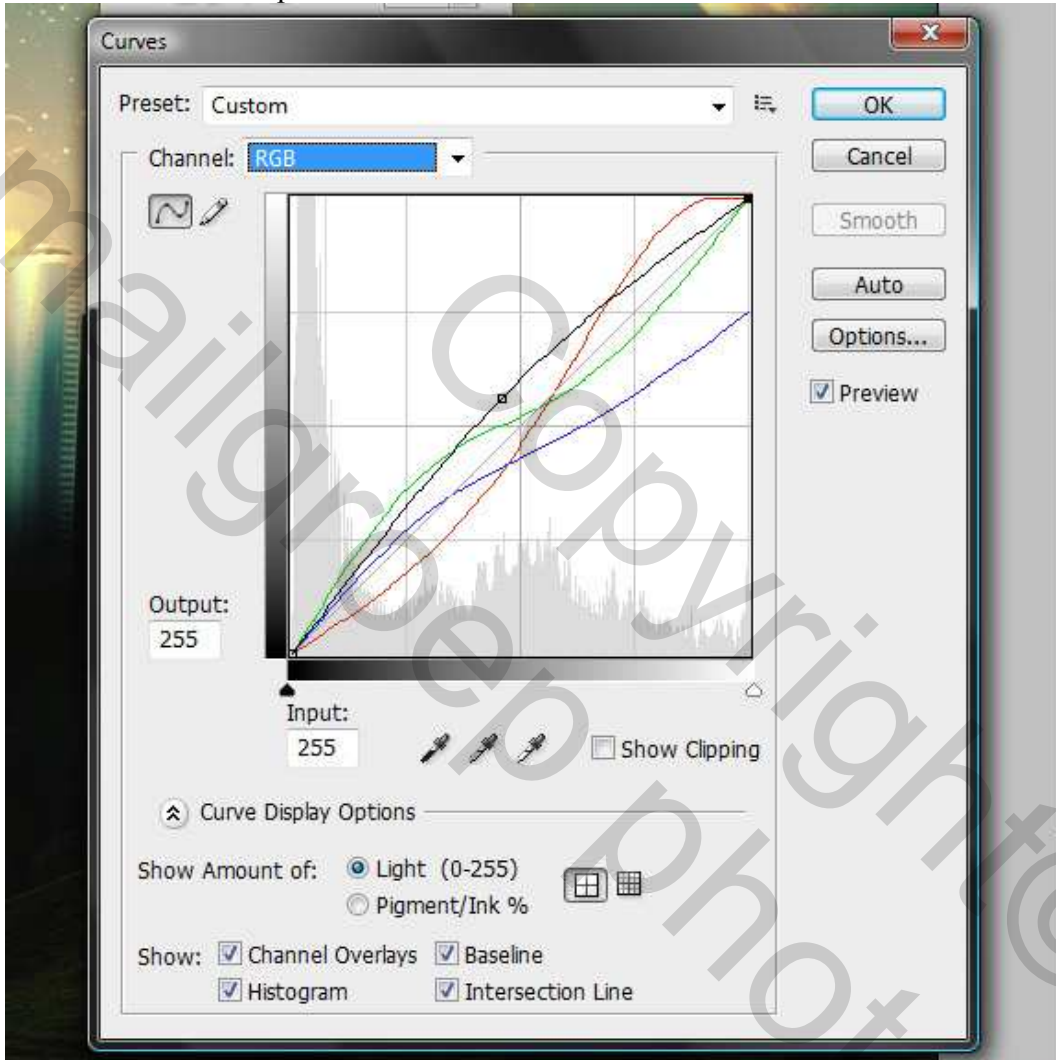 Curves
Preset: Custom
OK
Channel: RGB
Cancel
Smooth
Auto
Options...
Preview
Output:
255
Input:
255
Show Clipping
Curve Display Options
Show Amount of: Light (0-255)
Pigment/Ink %
Show: Channel Overlays Baseline
Histogram Intersection Line
Copyright©